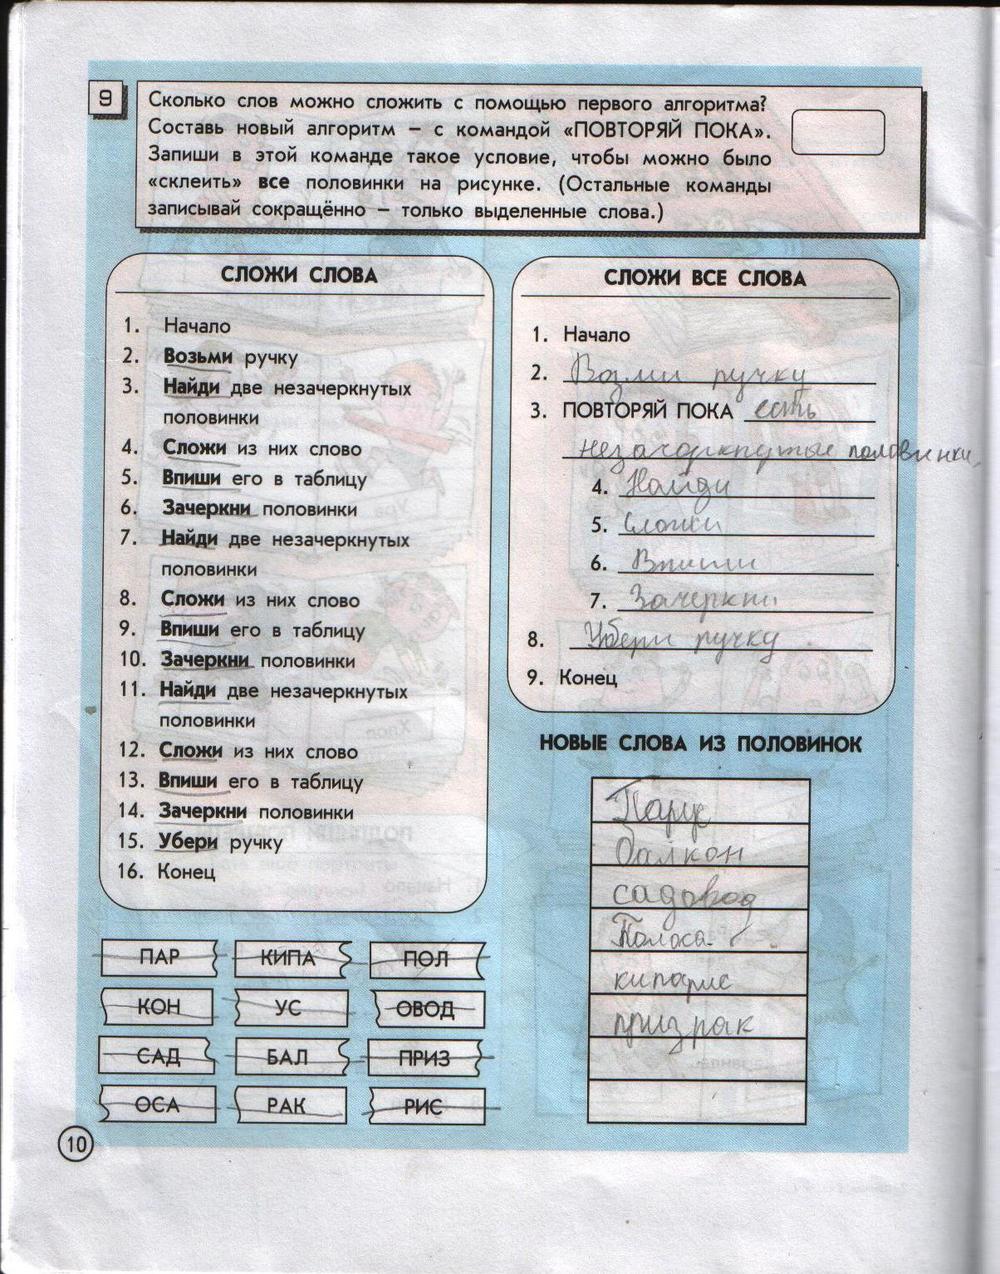 9
Сколько слов можно сложить с помощью первого алгоритма?
Составь новый алгоритм – с командой «ПОВТОРЯЙ ПОКА».
Запиши в этой команде такое условие, чтобы можно было
«склеить» все половинки на рисунке. (Остальные команды
записывай сокращённо – только выделенные слова.)
СЛОЖИ СЛОВА
1. Начало
2. Возьми ручку
3. Найди две незачеркнутых
половинки
4. Сложи из них слово
5. Впиши его в таблицу
6. Зачеркни половинки
7. Найди две незачеркнутых
половинки
8. Сложи из них слово
9. Впиши его в таблицу
10. Зачеркни половинки
11. Найди две незачеркнутых
половинки
12. Сложи из них слово
13. Впиши его в таблицу
14. Зачеркни половинки
15. Убери ручку
16. Конец
СЛОЖИ ВСЕ СЛОВА
1. Начало
2. Возми ручку
3. ПОВТОРЯЙ ПОКА есть
незачеркнутые половинки.
4. Найди
5. Сложи
6. Впиши
7. Зачеркни
8. Убери ручку
9. Конец
НОВЫЕ СЛОВА ИЗ ПОЛОВИНОК
Парус
балкон
садовод
Полоса
кипарис
призрак
ПАР КИПА ПОЛ
КОН УС ОВОД
САД БАЛ ПРИЗ
ОСА РАК РИС
10